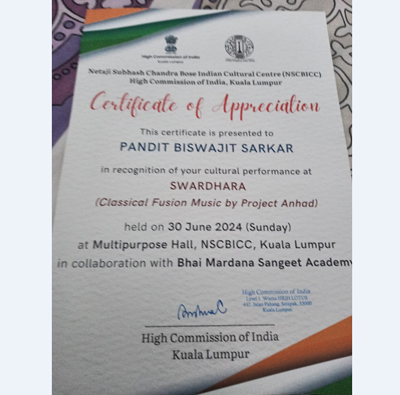 High Commission of India
Netaji Subhash Chandra Bose Indian Cultural Centre (NSCBICC)
High Commission of India, Kuala Lumpur
Certificate of Appreciation
This certificate is presented to
PANDIT BISWAJIT SARKAR
in recognition of your cultural performance at
SWARDHARA
(Classical Fusion Music by Project Anhad)
held on 30 June 2024 (Sunday)
at Multipurpose Hall, NSCBICC, Kuala Lumpur
in collaboration with Bhai Mardana Sangeet Academy
High Commission of India
Kuala Lumpur
High Commission of India
Kuala Lumpur